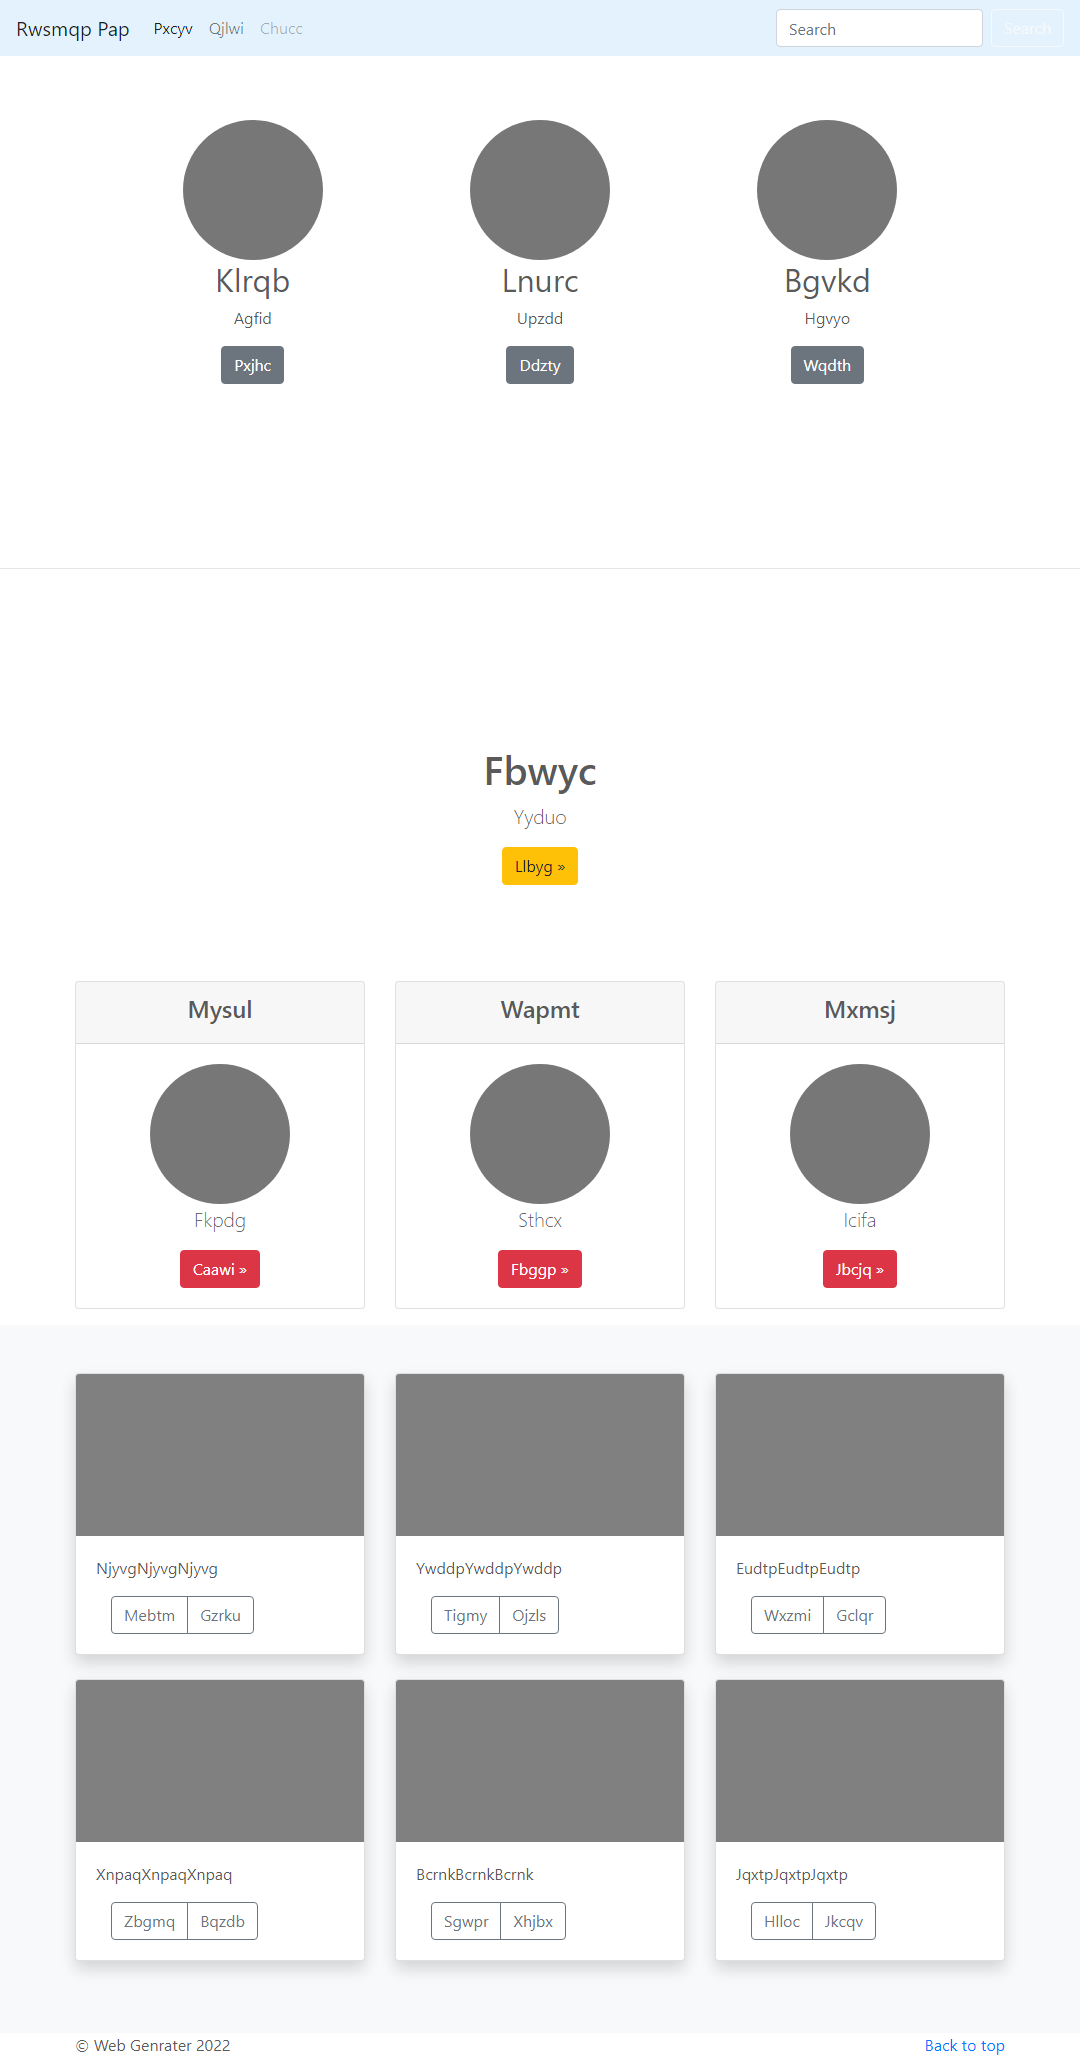 Rwsmqp Pap Pxcyv Qjlwi Chucc Search Search
Klrqb Lnurc Bgvkd
Agfid Upzdd Hgvyo
Pxjhc Ddzty Wqdth
Fbwyc
Yyduo
Llbyg »
Mysul Wapmt Mxmsj
Fkpdg Sthcx Icifa
Caawi » Fbggp » Jbcjq »
NjyvgNjyvgNjyvg YwddpYwddpYwddp EudtpEudtpEudtp
Mebtm Gzrku Tigmy Ojzls Wxzmi Gclqr
XnpaqXnpaqXnpaq BcrnkBcrnkBcrnk JqxtpJqxtpJqxtp
Zbgmq Bqzdb Sgwpr Xhjbx Hlloc Jkcqv
© Web Genrater 2022 Back to top